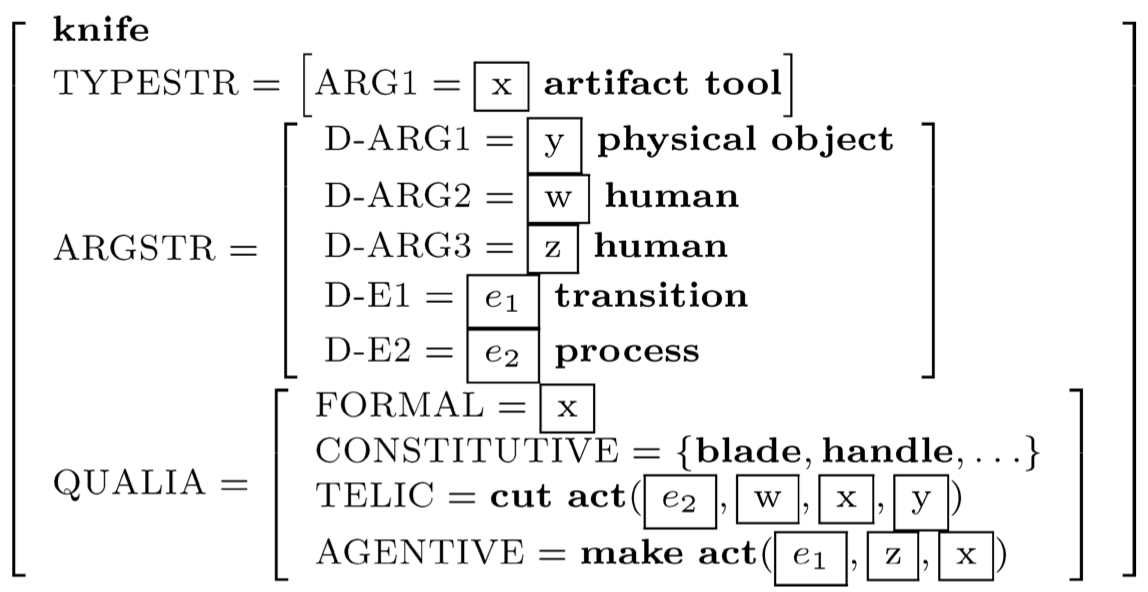 knife
TYPESTR = [ARG1 = x artifact tool]
D-ARG1 = y physical object
D-ARG2 = w human
ARGSTR = D-ARG3 = z human
D-E1 = e₁ transition
D-E2 = e₂ process
FORMAL = x
CONSTITUTIVE = {blade, handle, . . .}
QUALIA = TELIC = cut act(e₂, w, x, y)
AGENTIVE = make act(e₁, z, x)